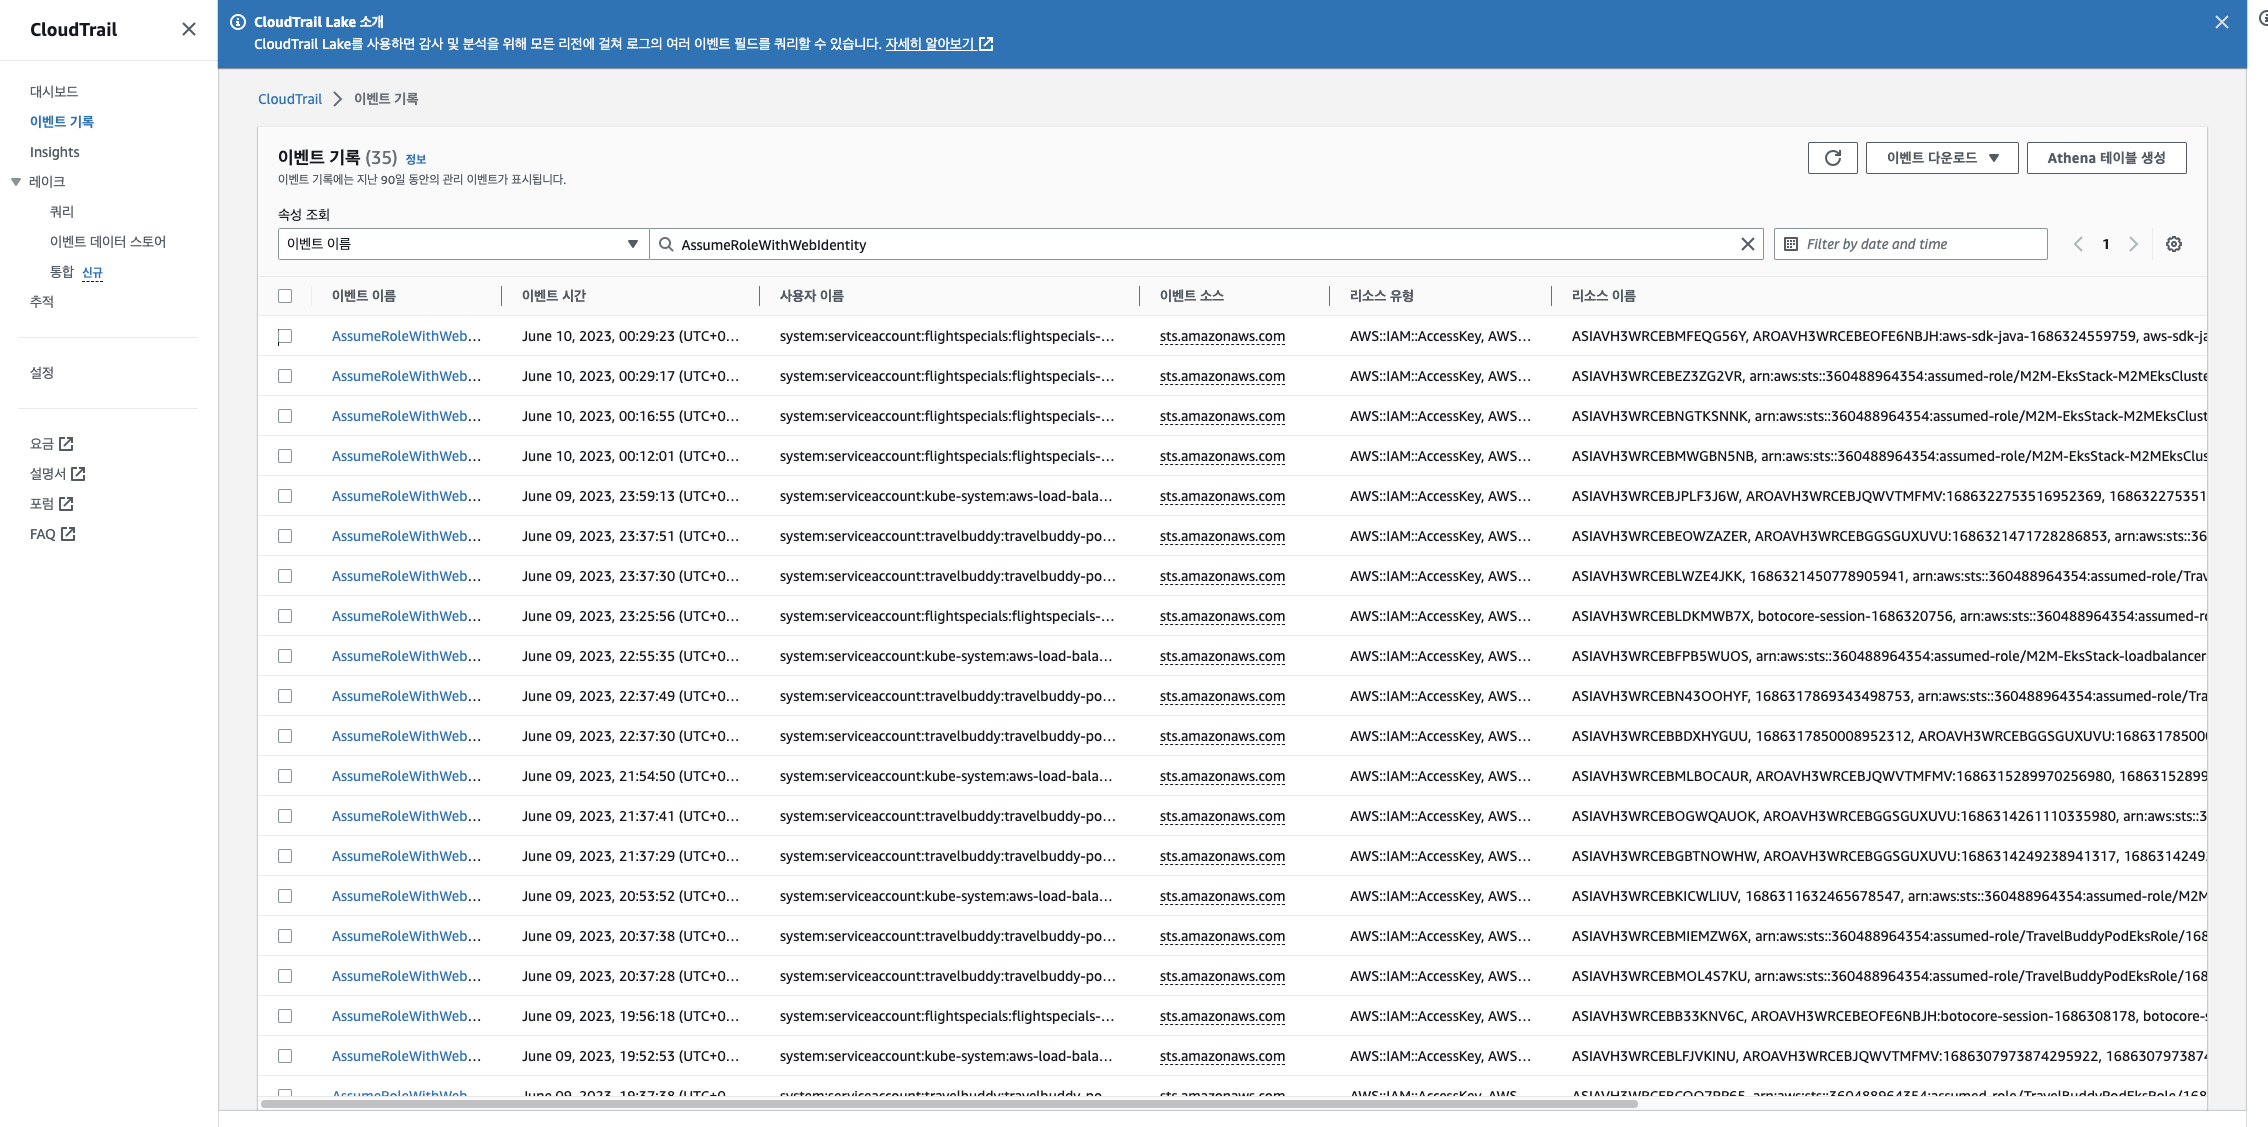 CloudTrail
대시보드
이벤트 기록
Insights
레이크
쿼리
이벤트 데이터 스토어
통합 신규
추적
설정
요금
설명서
포럼
FAQ
CloudTrail Lake 소개
CloudTrail Lake를 사용하면 감사 및 분석을 위해 모든 리전에 걸쳐 로그의 여러 이벤트 필드를 쿼리할 수 있습니다. 자세히 알아보기
CloudTrail 이벤트 기록
이벤트 기록 (35) 정보
이벤트 기록에는 지난 90일 동안의 관리 이벤트가 표시됩니다.
이벤트 다운로드 Athena 테이블 생성
속성 조회
이벤트 이름 AssumeRoleWithWebIdentity Filter by date and time 1
이벤트 이름 이벤트 시간 사용자 이름 이벤트 소스 리소스 유형 리소스 이름
AssumeRoleWithWeb... June 10, 2023, 00:29:23 (UTC+0... system:serviceaccount:flightspecials:flightspecials-... sts.amazonaws.com AWS::IAM::AccessKey, AWS... ASIAVH3WRCEBMFEQG56Y, AROAVH3WRCEBEOFE6NBJH:aws-sdk-java-1686324559759, aws-sdk-ja
AssumeRoleWithWeb... June 10, 2023, 00:29:17 (UTC+0... system:serviceaccount:flightspecials:flightspecials-... sts.amazonaws.com AWS::IAM::AccessKey, AWS... ASIAVH3WRCEBEZ3ZG2VR, arn:aws:sts::360488964354:assumed-role/M2M-EksStack-M2MEksCluste
AssumeRoleWithWeb... June 10, 2023, 00:16:55 (UTC+0... system:serviceaccount:flightspecials:flightspecials-... sts.amazonaws.com AWS::IAM::AccessKey, AWS... ASIAVH3WRCEBNGTKSNNK, arn:aws:sts::360488964354:assumed-role/M2M-EksStack-M2MEksClust
AssumeRoleWithWeb... June 10, 2023, 00:12:01 (UTC+0... system:serviceaccount:flightspecials:flightspecials-... sts.amazonaws.com AWS::IAM::AccessKey, AWS... ASIAVH3WRCEBMWGBN5NB, arn:aws:sts::360488964354:assumed-role/M2M-EksStack-M2MEksClus
AssumeRoleWithWeb... June 09, 2023, 23:59:13 (UTC+0... system:serviceaccount:kube-system:aws-load-bala... sts.amazonaws.com AWS::IAM::AccessKey, AWS... ASIAVH3WRCEBJPLF3J6W, AROAVH3WRCEBJQWVTMFMV:1686322753516952369, 168632275351
AssumeRoleWithWeb... June 09, 2023, 23:37:51 (UTC+0... system:serviceaccount:travelbuddy:travelbuddy-po... sts.amazonaws.com AWS::IAM::AccessKey, AWS... ASIAVH3WRCEBEOWZAZER, AROAVH3WRCEBGGSGUXUVU:1686321471728286853, arn:aws:sts::36
AssumeRoleWithWeb... June 09, 2023, 23:37:30 (UTC+0... system:serviceaccount:travelbuddy:travelbuddy-po... sts.amazonaws.com AWS::IAM::AccessKey, AWS... ASIAVH3WRCEBLWZE4JKK, 1686321450778905941, arn:aws:sts::360488964354:assumed-role/Trav
AssumeRoleWithWeb... June 09, 2023, 23:25:56 (UTC+0... system:serviceaccount:flightspecials:flightspecials-... sts.amazonaws.com AWS::IAM::AccessKey, AWS... ASIAVH3WRCEBLDKMWB7X, botocore-session-1686320756, arn:aws:sts::360488964354:assumed-r
AssumeRoleWithWeb... June 09, 2023, 22:55:35 (UTC+0... system:serviceaccount:kube-system:aws-load-bala... sts.amazonaws.com AWS::IAM::AccessKey, AWS... ASIAVH3WRCEBFPB5WUOS, arn:aws:sts::360488964354:assumed-role/M2M-EksStack-loadbalancer
AssumeRoleWithWeb... June 09, 2023, 22:37:49 (UTC+0... system:serviceaccount:travelbuddy:travelbuddy-po... sts.amazonaws.com AWS::IAM::AccessKey, AWS... ASIAVH3WRCEBN43OOHYF, 1686317869343498753, arn:aws:sts::360488964354:assumed-role/Tra
AssumeRoleWithWeb... June 09, 2023, 22:37:30 (UTC+0... system:serviceaccount:travelbuddy:travelbuddy-po... sts.amazonaws.com AWS::IAM::AccessKey, AWS... ASIAVH3WRCEBBDXHYGUU, 1686317850008952312, AROAVH3WRCEBGGSGUXUVU:16863178500
AssumeRoleWithWeb... June 09, 2023, 21:54:50 (UTC+0... system:serviceaccount:kube-system:aws-load-bala... sts.amazonaws.com AWS::IAM::AccessKey, AWS... ASIAVH3WRCEBMLBOCAUR, AROAVH3WRCEBJQWVTMFMV:1686315289970256980, 16863152899
AssumeRoleWithWeb... June 09, 2023, 21:37:41 (UTC+0... system:serviceaccount:travelbuddy:travelbuddy-po... sts.amazonaws.com AWS::IAM::AccessKey, AWS... ASIAVH3WRCEBOGWQAUOK, AROAVH3WRCEBGGSGUXUVU:1686314261110335980, arn:aws:sts::3
AssumeRoleWithWeb... June 09, 2023, 21:37:29 (UTC+0... system:serviceaccount:travelbuddy:travelbuddy-po... sts.amazonaws.com AWS::IAM::AccessKey, AWS... ASIAVH3WRCEBGBTNOWHW, AROAVH3WRCEBGGSGUXUVU:1686314249238941317, 16863142492
AssumeRoleWithWeb... June 09, 2023, 20:53:52 (UTC+0... system:serviceaccount:kube-system:aws-load-bala... sts.amazonaws.com AWS::IAM::AccessKey, AWS... ASIAVH3WRCEBKICWLIUV, 1686311632465678547, arn:aws:sts::360488964354:assumed-role/M2M
AssumeRoleWithWeb... June 09, 2023, 20:37:38 (UTC+0... system:serviceaccount:travelbuddy:travelbuddy-po... sts.amazonaws.com AWS::IAM::AccessKey, AWS... ASIAVH3WRCEBMIEMZW6X, arn:aws:sts::360488964354:assumed-role/TravelBuddyPodEksRole/168
AssumeRoleWithWeb... June 09, 2023, 20:37:28 (UTC+0... system:serviceaccount:travelbuddy:travelbuddy-po... sts.amazonaws.com AWS::IAM::AccessKey, AWS... ASIAVH3WRCEBMOL4S7KU, arn:aws:sts::360488964354:assumed-role/TravelBuddyPodEksRole/168
AssumeRoleWithWeb... June 09, 2023, 19:56:18 (UTC+0... system:serviceaccount:flightspecials:flightspecials-... sts.amazonaws.com AWS::IAM::AccessKey, AWS... ASIAVH3WRCEBB33KNV6C, AROAVH3WRCEBEOFE6NBJH:botocore-session-1686308178, botocore-s
AssumeRoleWithWeb... June 09, 2023, 19:52:53 (UTC+0... system:serviceaccount:kube-system:aws-load-bala... sts.amazonaws.com AWS::IAM::AccessKey, AWS... ASIAVH3WRCEBLFJVKINU, AROAVH3WRCEBJQWVTMFMV:1686307973874295922, 1686307973874